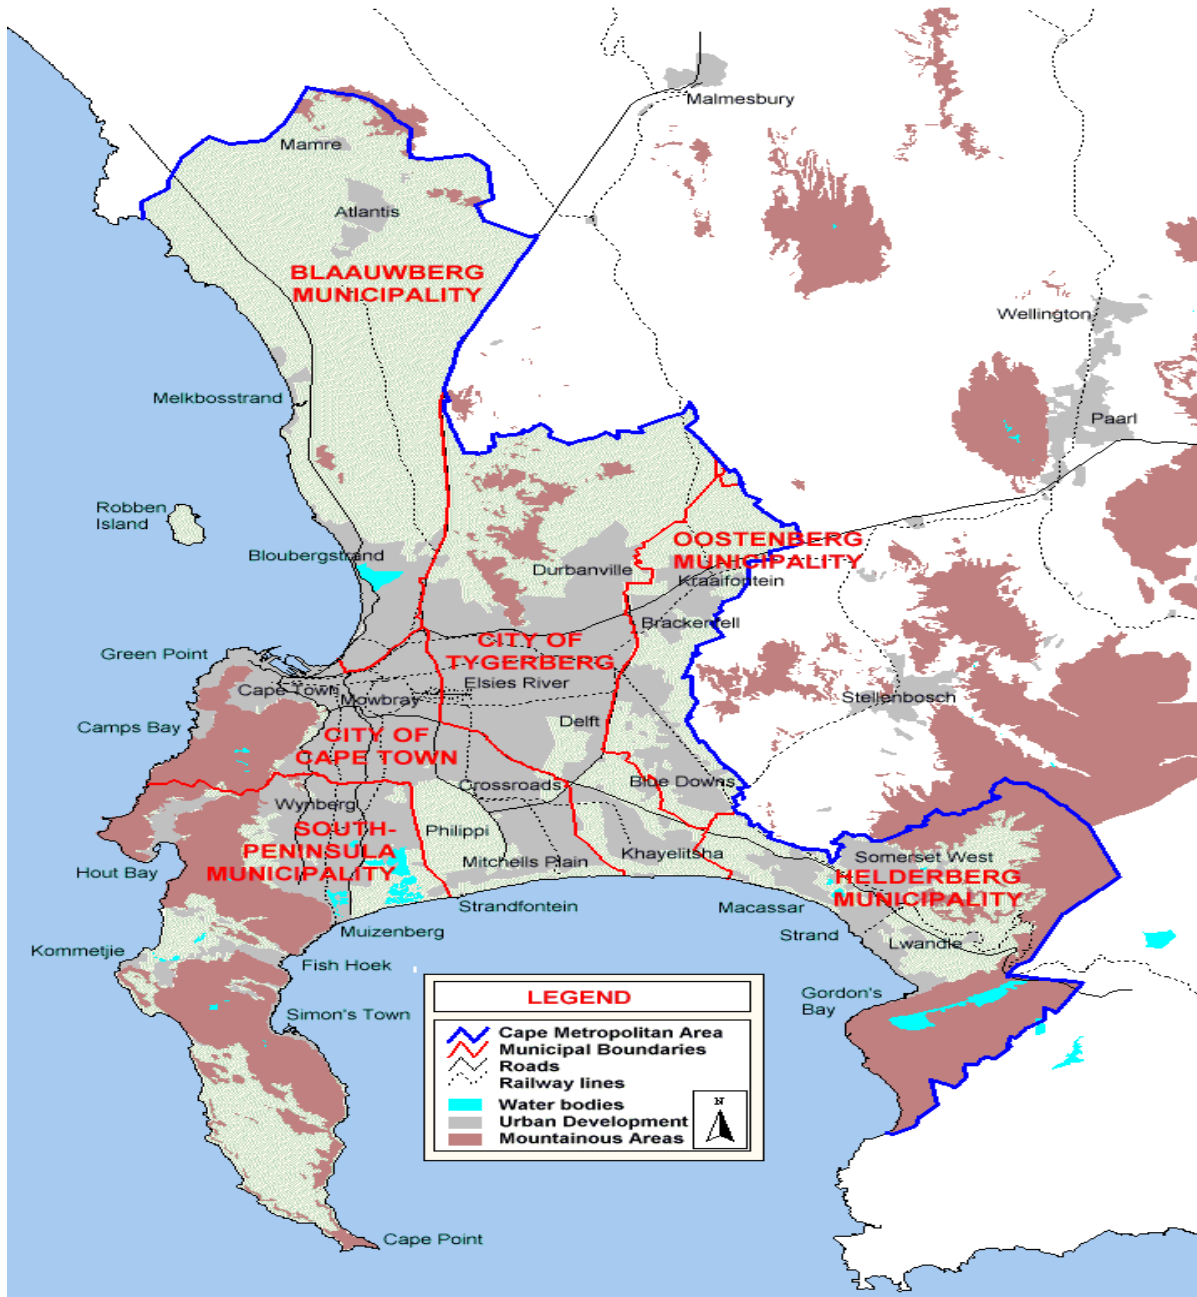 Malmesbury
Mamre
Atlantis
BLAAUWBERG
MUNICIPALITY
Wellington
Melkbosstrand
Paarl
Robben
Island
Bloubergstrand
OOSTENBERG
MUNICIPALITY
Durbanville
Kraaifontein
Brackenfell
CITY OF
TYGERBERG
Green Point
Elsies River
Cape Town
Mowbray
Stellenbosch
Camps Bay
Delft
CITY OF
CAPE TOWN
Crossroads
Blue Downs
Wynberg
SOUTH-
PENINSULA
MUNICIPALITY
Philippi
Mitchells Plain
Khayelitsha
Somerset West
HELDERBERG
MUNICIPALITY
Hout Bay
Strandfontein
Macassar
Muizenberg
Strand
Lwandle
Kommetjie
Fish Hoek
Gordon's
Bay
Simon's Town
LEGEND
Cape Metropolitan Area
Municipal Boundaries
Roads
Railway lines
Water bodies
Urban Development
Mountainous Areas
N
Cape Point